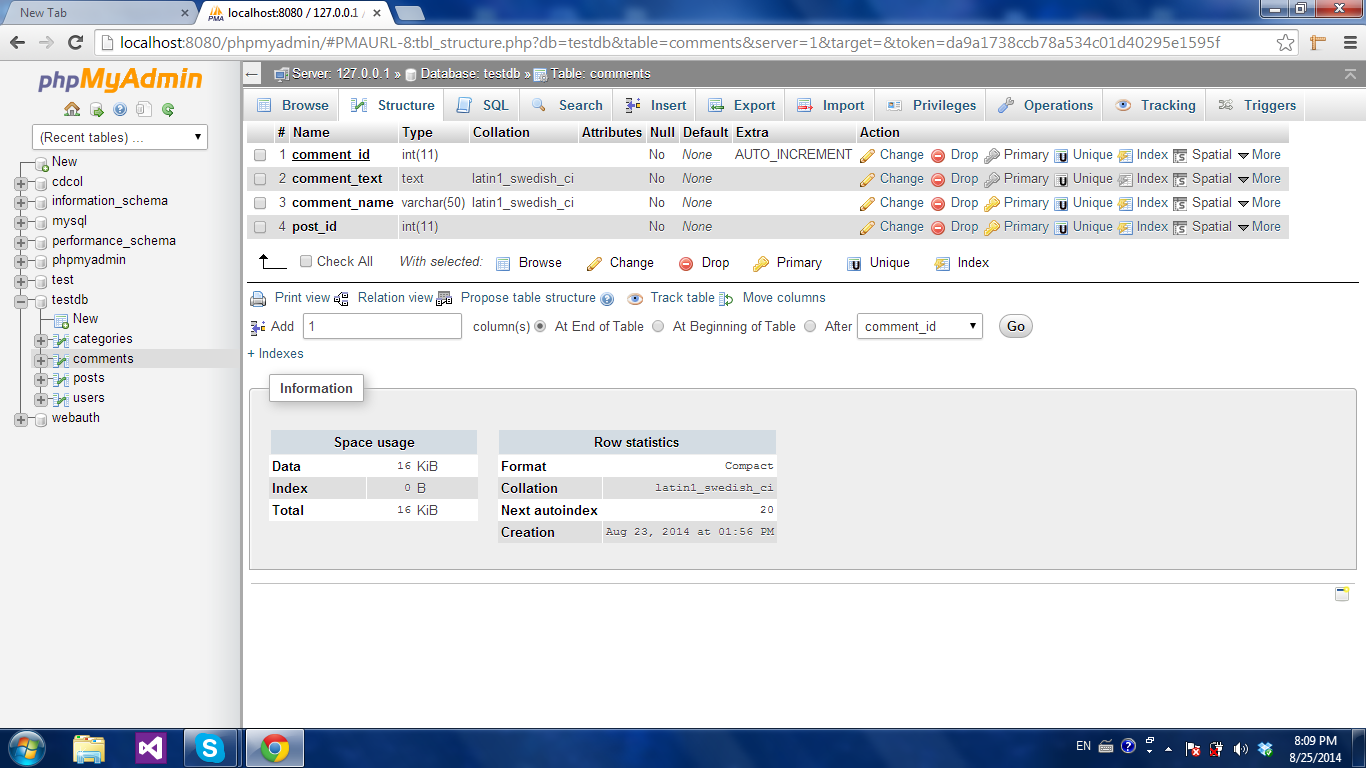 New Tab
localhost:8080 / 127.0.0.1
localhost:8080/phpmyadmin/#PMAURL-8:tbl_structure.php?db=testdb&table=comments&server=1&target=&token=da9a1738ccb78a534c01d40295e1595f
phpMyAdmin
(Recent tables) ...
New
cdcol
information_schema
mysql
performance_schema
phpmyadmin
test
testdb
New
categories
comments
posts
users
webauth
Server: 127.0.0.1 » Database: testdb » Table: comments
Browse Structure SQL Search Insert Export Import Privileges Operations Tracking Triggers
# Name Type Collation Attributes Null Default Extra Action
1 comment_id int(11) No None AUTO_INCREMENT Change Drop Primary Unique Index Spatial More
2 comment_text text latin1_swedish_ci No None Change Drop Primary Unique Index Spatial More
3 comment_name varchar(50) latin1_swedish_ci No None Change Drop Primary Unique Index Spatial More
4 post_id int(11) No None Change Drop Primary Unique Index Spatial More
Check All With selected: Browse Change Drop Primary Unique Index
Print view Relation view Propose table structure Track table Move columns
Add 1 column(s) At End of Table At Beginning of Table After comment_id Go
+ Indexes
Information
Space usage
Data 16 KiB
Index 0 B
Total 16 KiB
Row statistics
Format Compact
Collation latin1_swedish_ci
Next autoindex 20
Creation Aug 23, 2014 at 01:56 PM
EN
8:09 PM
8/25/2014